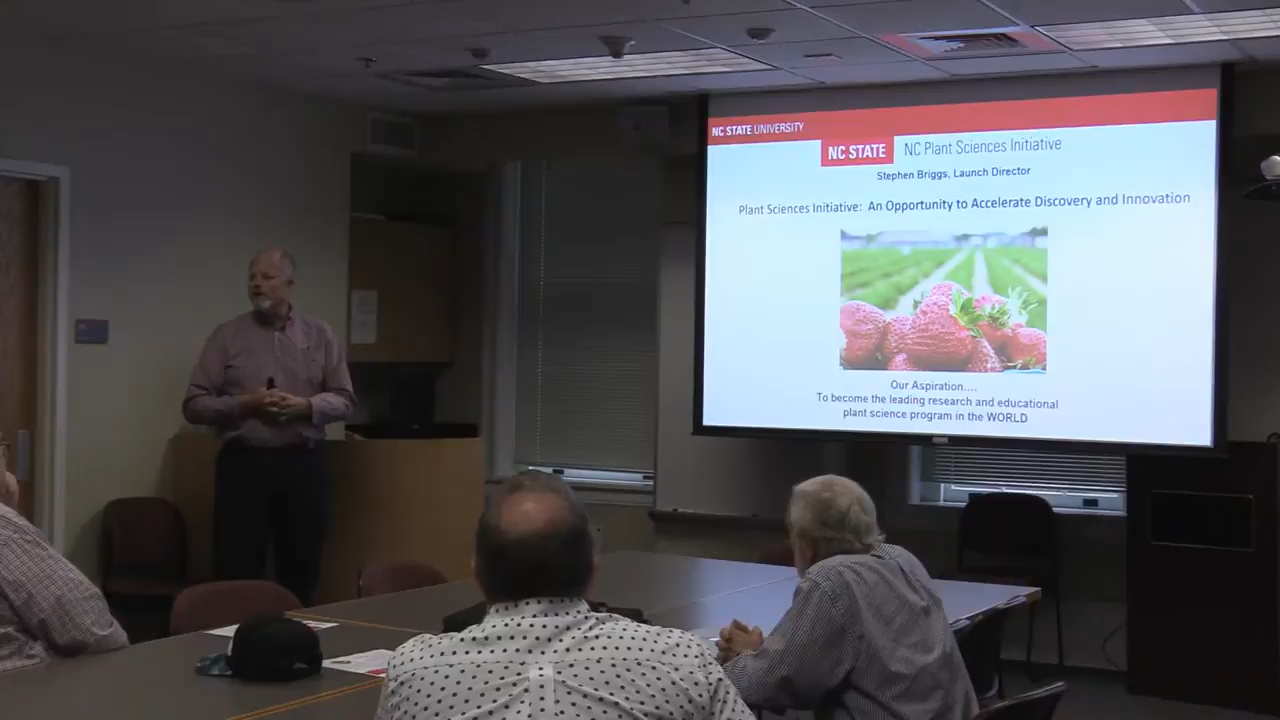 NC STATE UNIVERSITY
NC STATE NC Plant Sciences Initiative
Stephen Briggs, Launch Director
Plant Sciences Initiative: An Opportunity to Accelerate Discovery and Innovation
Our Aspiration....
To become the leading research and educational
plant science program in the WORLD